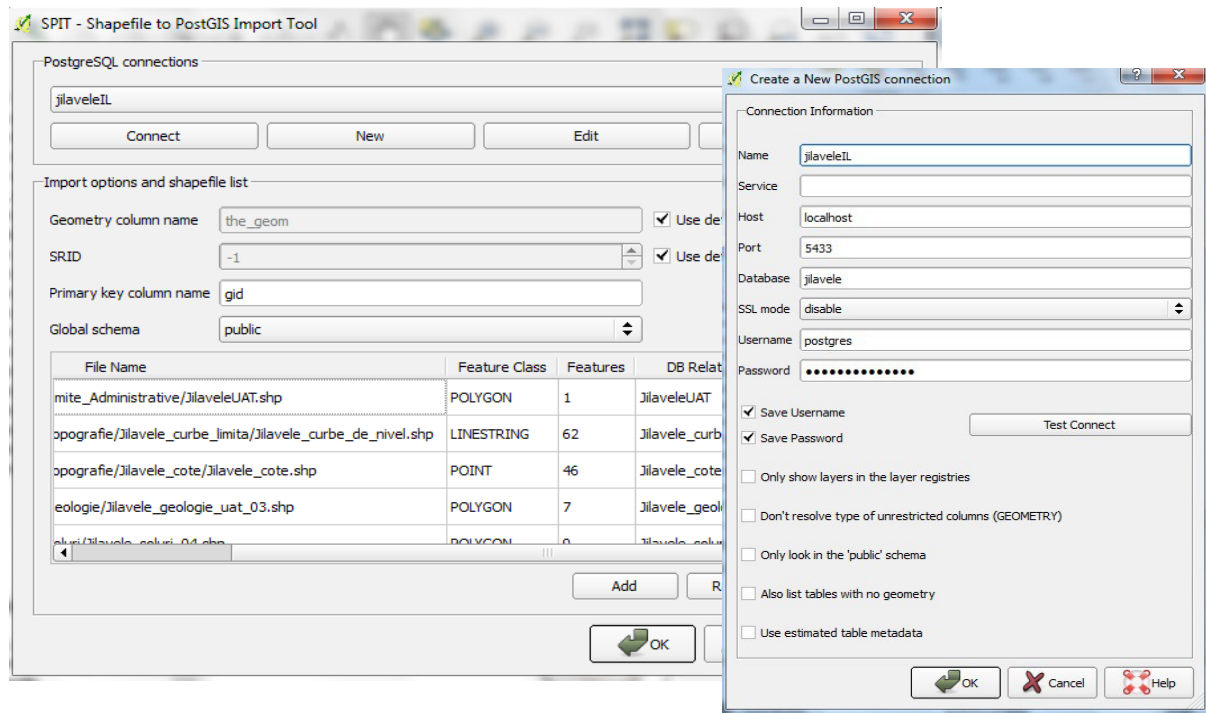 SPIT - Shapefile to PostGIS Import Tool
PostgreSQL connections
jilaveleIL
Connect
New
Edit
Import options and shapefile list
Geometry column name
the_geom
Use de
SRID
-1
Use de
Primary key column name
gid
Global schema
public
File Name Feature Class Features DB Relat
mite_Administrative/JilaveleUAT.shp POLYGON 1 JilaveleUAT
opografie/Jilavele_curbe_limita/Jilavele_curbe_de_nivel.shp LINESTRING 62 Jilavele_curb
opografie/Jilavele_cote/Jilavele_cote.shp POINT 46 Jilavele_cote
eologie/Jilavele_geologie_uat_03.shp POLYGON 7 Jilavele_geol
Add
R
OK
Create a New PostGIS connection
Connection Information
Name jilaveleIL
Service
Host localhost
Port 5433
Database jilavele
SSL mode disable
Username postgres
Password ●●●●●●●●●●●●●●
Save Username
Save Password
Test Connect
Only show layers in the layer registries
Don't resolve type of unrestricted columns (GEOMETRY)
Only look in the 'public' schema
Also list tables with no geometry
Use estimated table metadata
OK Cancel Help